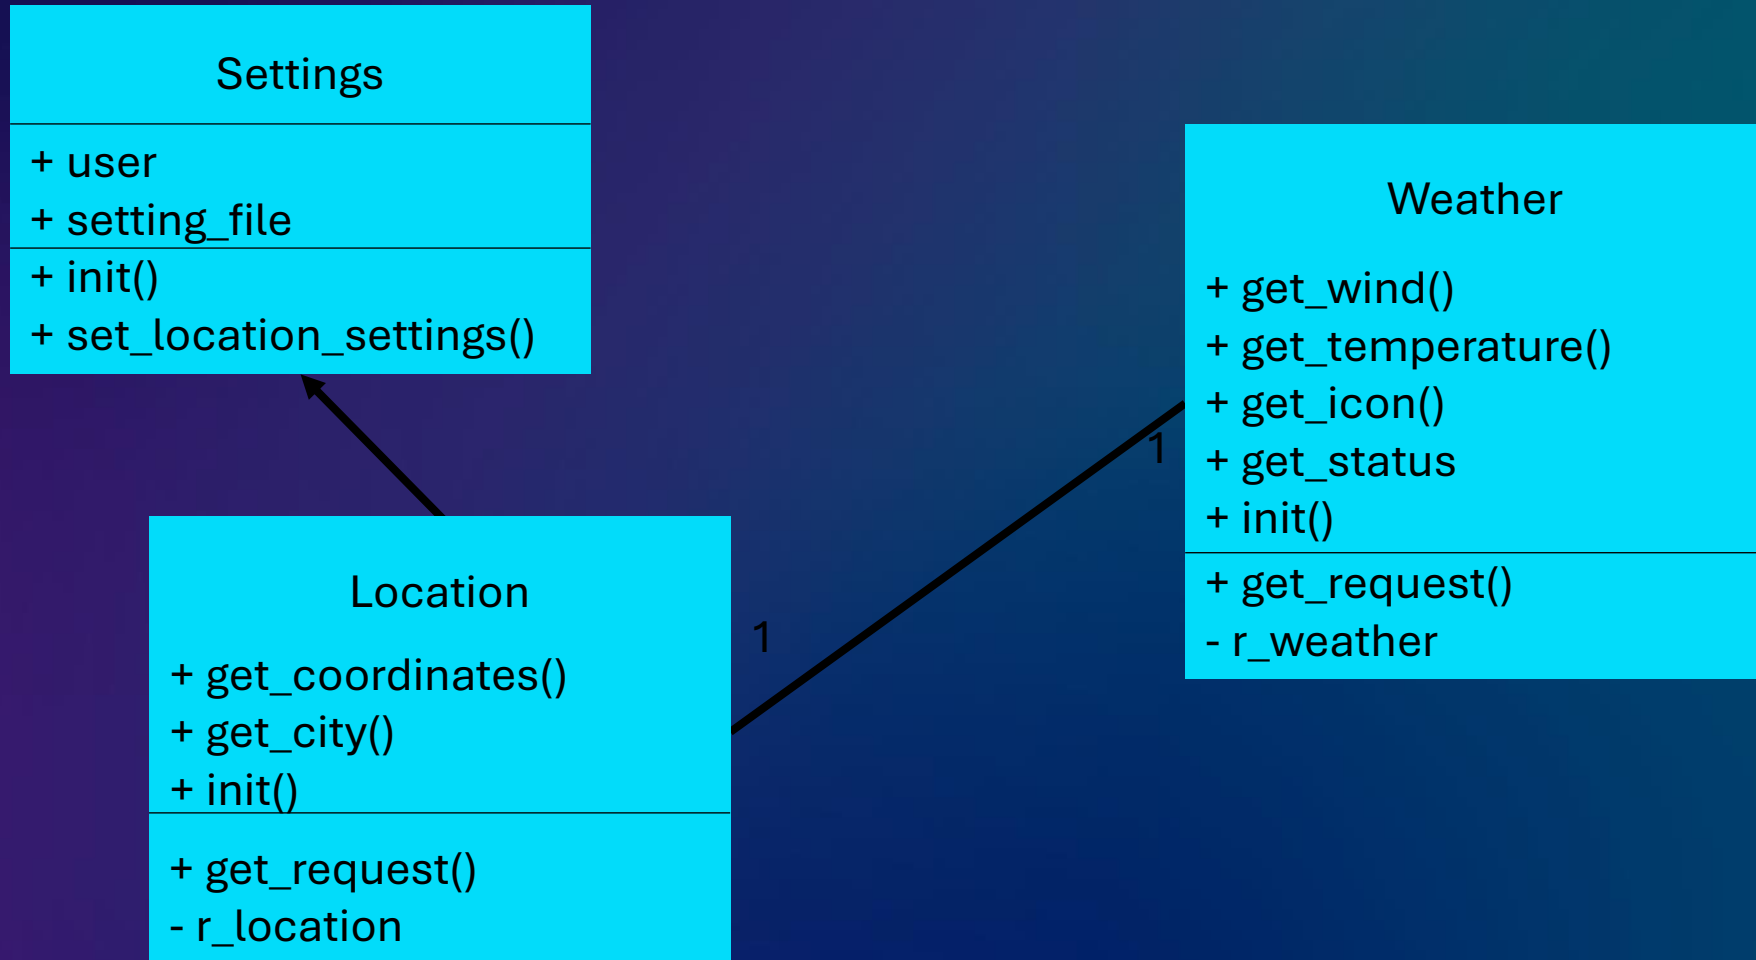 Settings
+ user
+ setting_file
+ init()
+ set_location_settings()
Weather
+ get_wind()
+ get_temperature()
+ get_icon()
+ get_status
+ init()
+ get_request()
- r_weather
1
1
Location
+ get_coordinates()
+ get_city()
+ init()
+ get_request()
- r_location